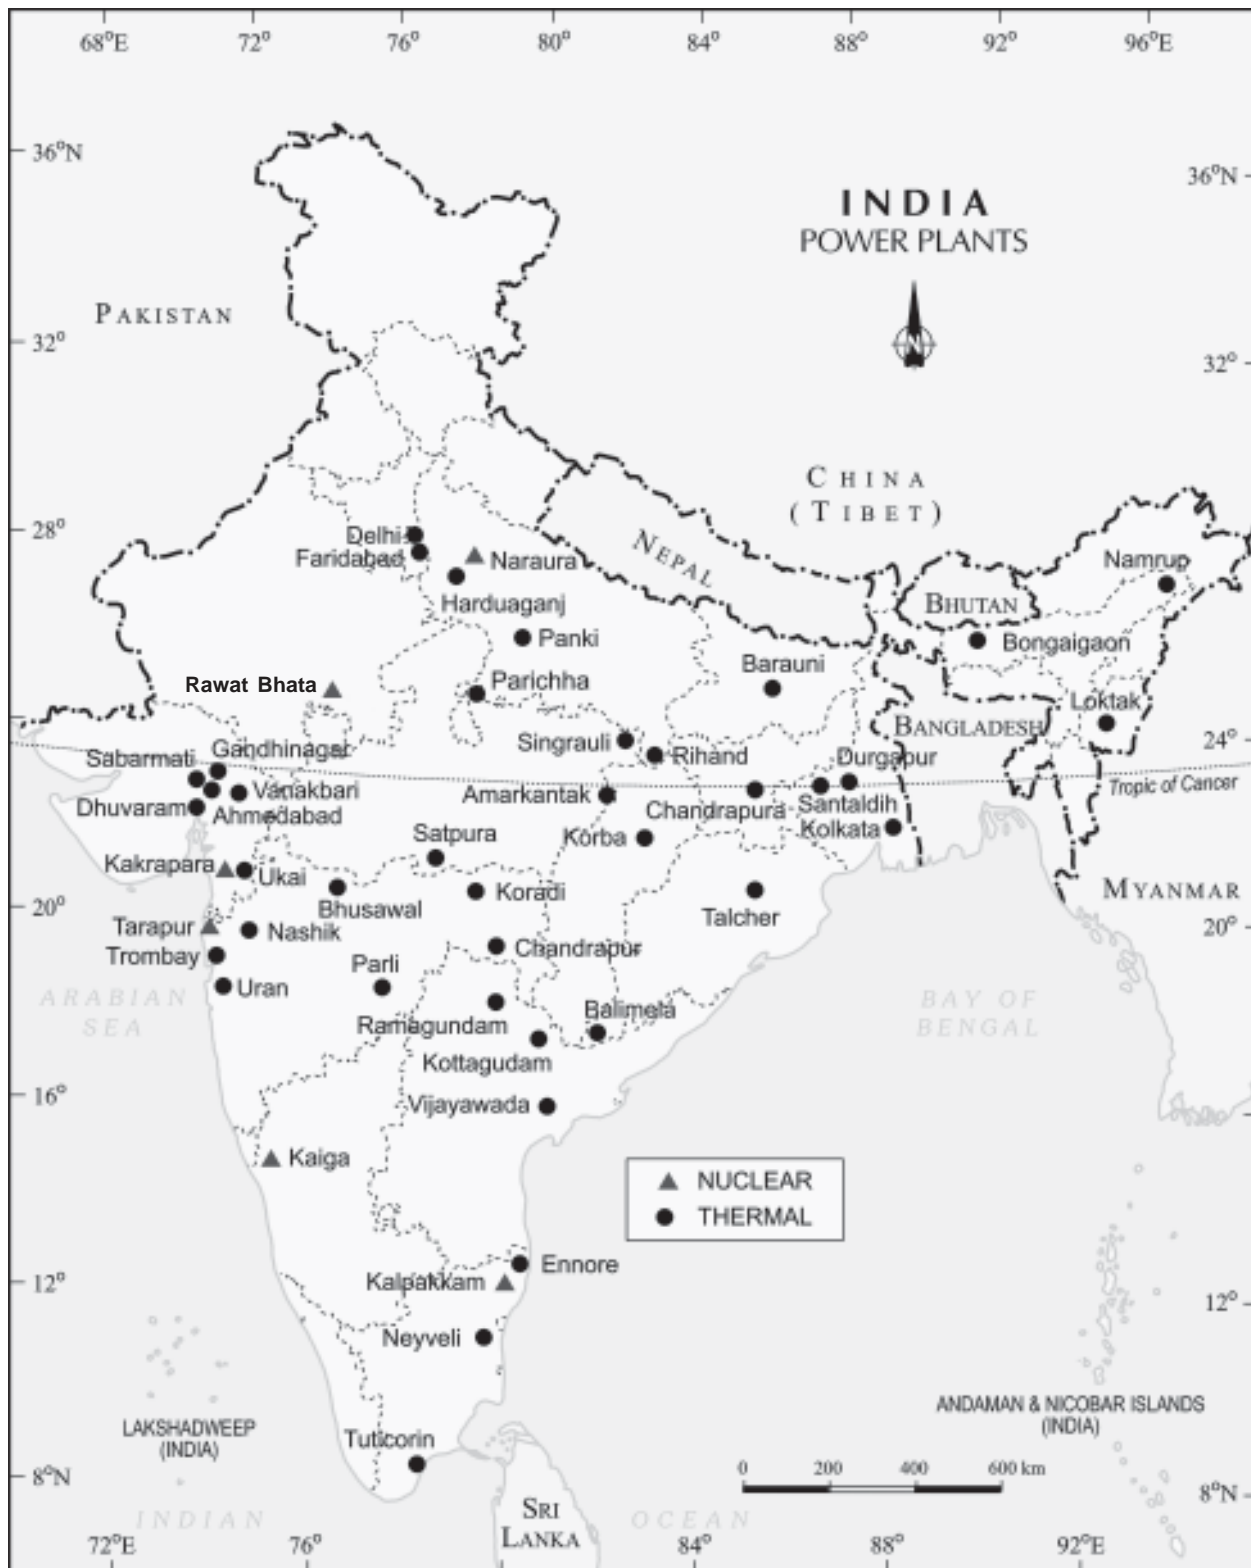 68°E 72° 76° 80° 84° 88° 92° 96°E
36°N
36°N
INDIA
POWER PLANTS
PAKISTAN
N
32°
32°
CHINA
(TIBET)
28°
Delhi
Faridabad
Naraura
NEPAL
Namrup
Harduaganj
BHUTAN
Panki
Bongaigaon
Barauni
Rawat Bhata
Parichha
Loktak
BANGLADESH
24°
Singrauli
Rihand
Durgapur
Sabarmati
Gandhinagar
Tropic of Cancer
Vanakbari
Amarkantak
Dhuvaram
Ahmedabad
Chandrapura
Santaldih
Kolkata
Satpura
Korba
Kakrapara
Ukai
Koradi
MYANMAR
20°
Bhusawal
Talcher
20°
Tarapur
Nashik
Trombay
Chandrapur
Parli
Uran
ARABIAN
SEA
BAY OF
BENGAL
Balimela
Ramagundam
Kottagudam
16°
Vijayawada
Kaiga
NUCLEAR
THERMAL
Ennore
12°
Kalpakkam
12°
Neyveli
ANDAMAN & NICOBAR ISLANDS
(INDIA)
LAKSHADWEEP
(INDIA)
Tuticorin
0 200 400 600 km
8°N
8°N
SRI
LANKA
INDIAN OCEAN
72°E 76° 84° 88° 92°E